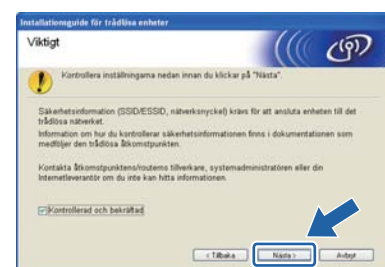 Installationsguide för trådlösa enheter
Viktigt
Kontrollera inställningarna nedan innan du klickar på "Nästa".
Säkerhetsinformation (SSID/ESSID, nätverksnyckel) krävs för att ansluta enheten till det
trådlösa nätverket.
Information om hur du kontrollerar säkerhetsinformationen finns i dokumentationen som
medföljer den trådlösa åtkomstpunkten.
Kontakta åtkomstpunktens/routerns tillverkare, systemadministratören eller din
Internetleverantör om du inte kan hitta informationen.
Kontrollerad och bekräftad
< Tillbaka
Nästa >
Avbryt